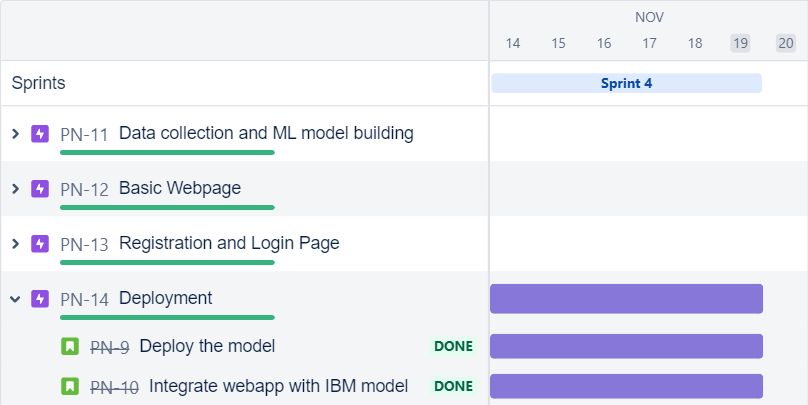 NOV
14 15 16 17 18 19 20
Sprints
Sprint 4
PN-11 Data collection and ML model building
PN-12 Basic Webpage
PN-13 Registration and Login Page
PN-14 Deployment
PN-9 Deploy the model DONE
PN-10 Integrate webapp with IBM model DONE